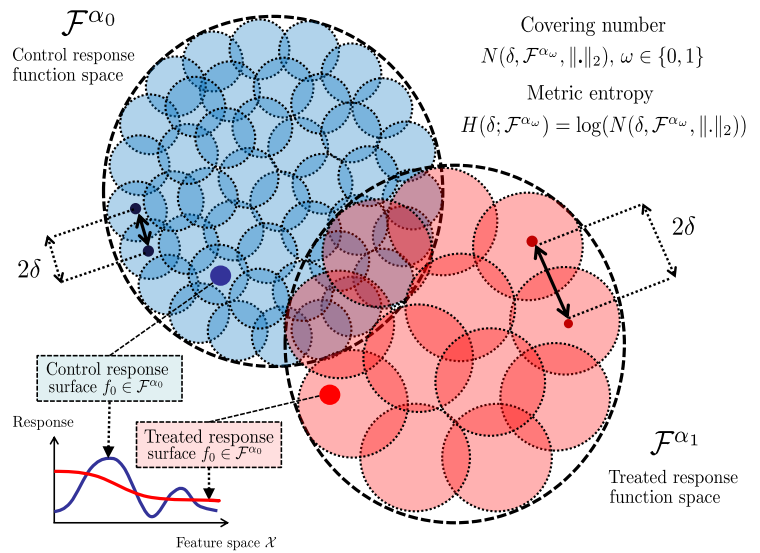 𝓕^α₀
Control response
function space
Covering number
N(δ, 𝓕^α_ω, ‖.‖₂), ω ∈ {0, 1}
Metric entropy
H(δ; 𝓕^α_ω) = log(N(δ, 𝓕^α_ω, ‖.‖₂))
2δ
2δ
Control response
surface f₀ ∈ 𝓕^α₀
Response
Treated response
surface f₀ ∈ 𝓕^α₀
𝓕^α₁
Treated response
function space
Feature space 𝒳